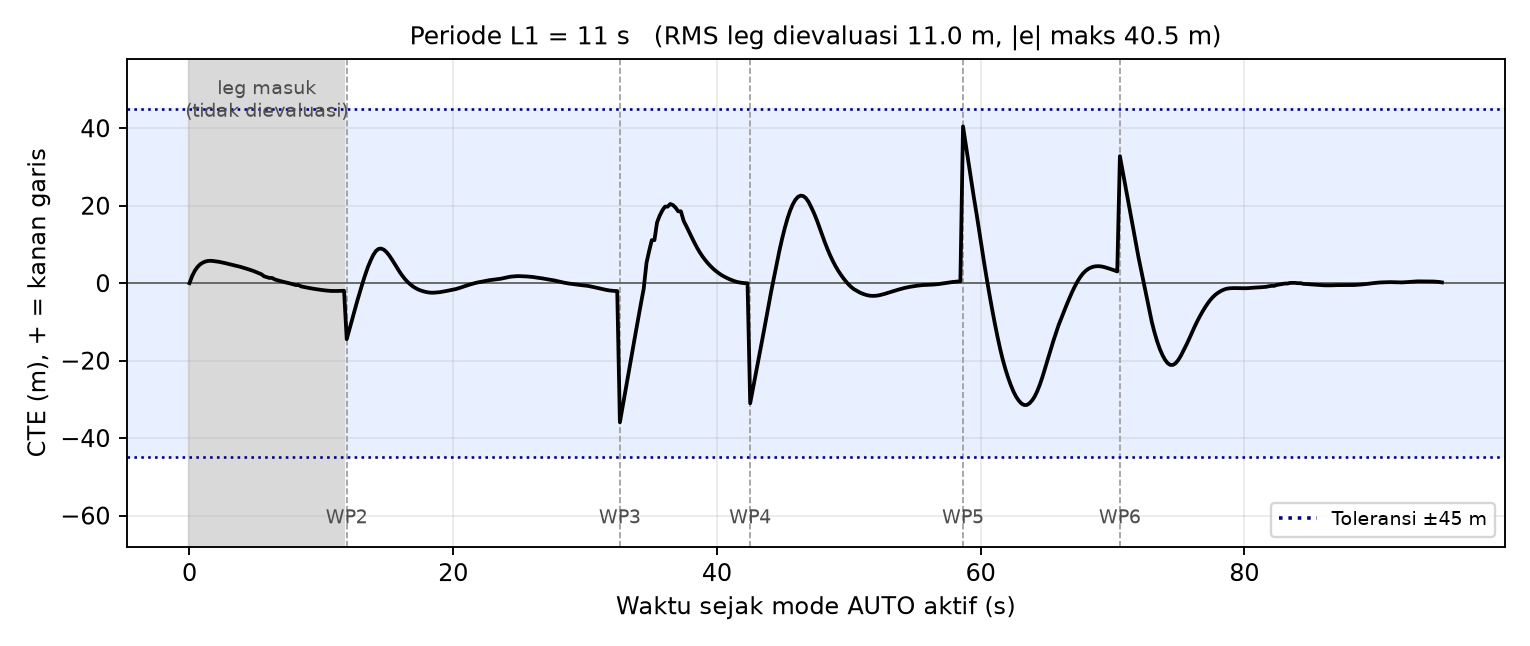 Periode L1 = 11 s   (RMS leg dievaluasi 11.0 m, |e| maks 40.5 m)
leg masuk
(tidak dievaluasi)
CTE (m), + = kanan garis
40
20
0
−20
−40
−60
WP2
WP3
WP4
WP5
WP6
Toleransi ±45 m
0
20
40
60
80
Waktu sejak mode AUTO aktif (s)